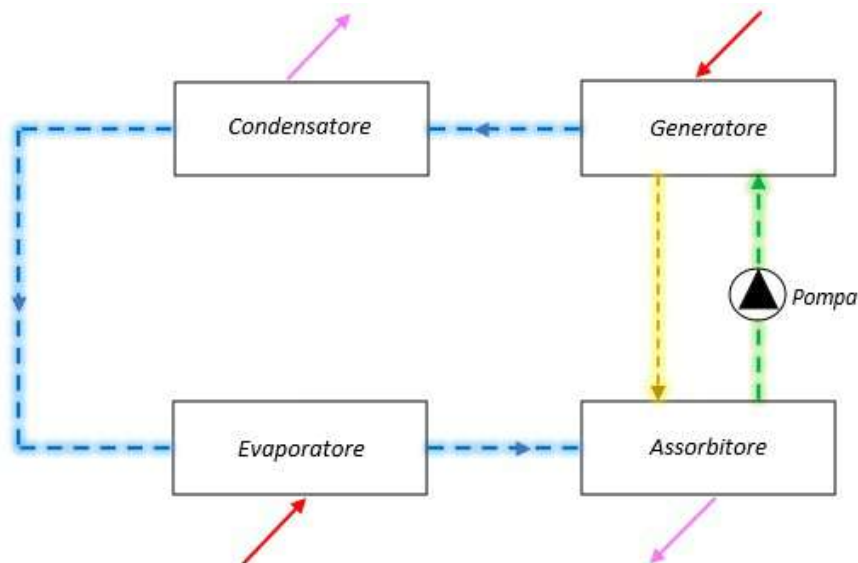 Condensatore
Generatore
Pompa
Evaporatore
Assorbitore